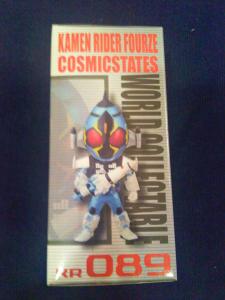 KAMEN RIDER FOURZE
COSMICSTATES
WORLD COLLECTABLE
KR 089